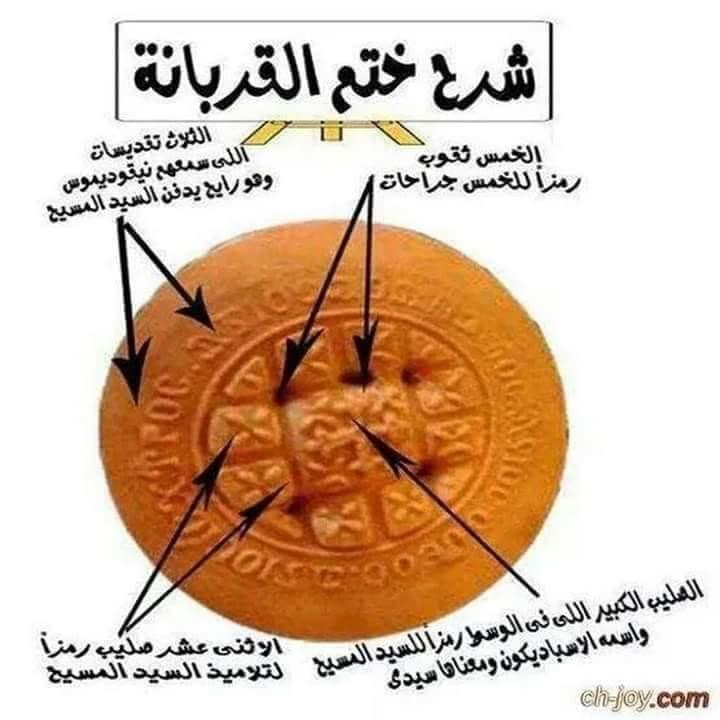 شرح ختم القربانة
الثلاث تقديسات
اللى سمعهم نيقوديموس
وهو رايح يدفن السيد المسيح
الخمس ثقوب
رمزاً للخمس جراحات
الاثنى عشر صليب رمزاً
لتلاميذ السيد المسيح
الصليب الكبير اللى فى الوسط رمزاً للسيد المسيح
واسمه الاسباديكون ومعناها سيدى
ch-joy.com